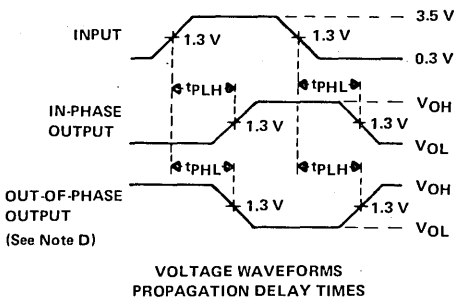 3.5 V
INPUT
1.3 V
1.3 V
0.3 V
tPLH
tPHL
IN-PHASE
OUTPUT
1.3 V
1.3 V
VOH
VOL
tPHL
tPLH
OUT-OF-PHASE
OUTPUT
(See Note D)
1.3 V
1.3 V
VOH
VOL
VOLTAGE WAVEFORMS
PROPAGATION DELAY TIMES